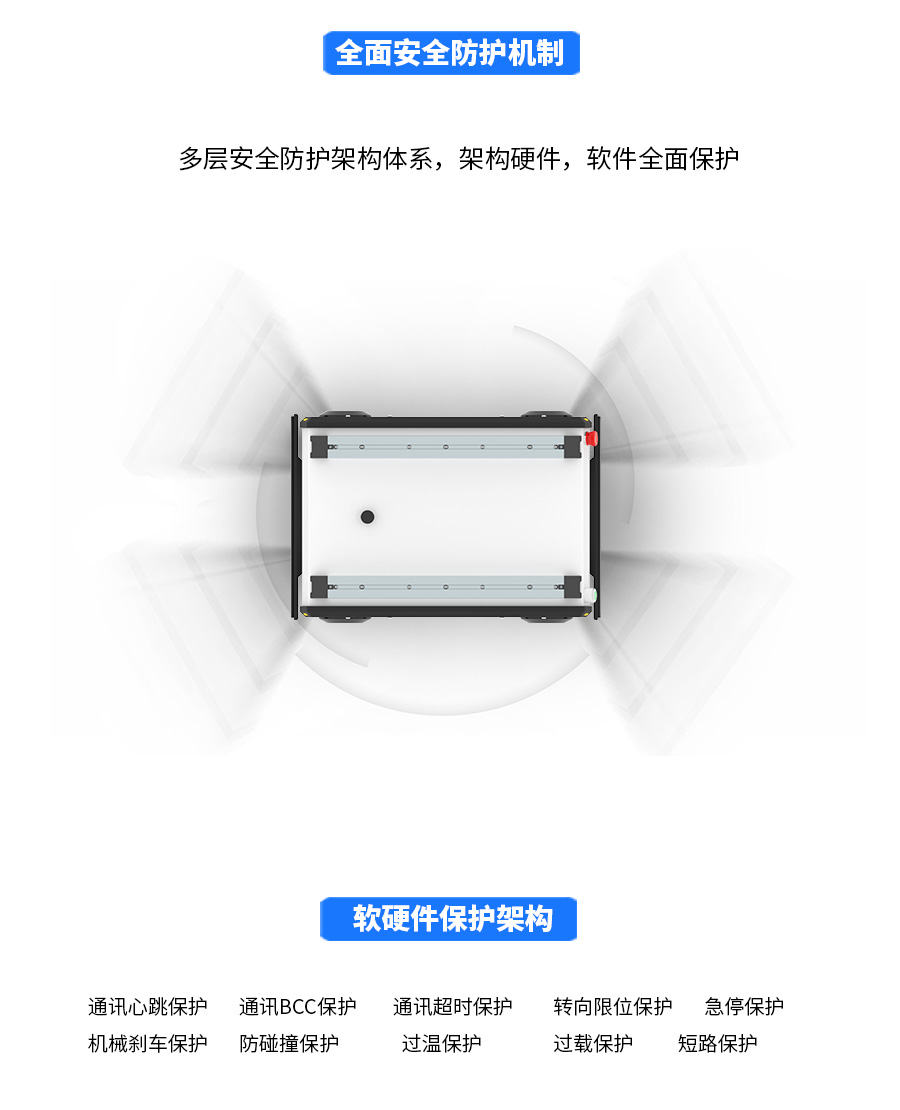 全面安全防护机制
多层安全防护架构体系，架构硬件，软件全面保护
软硬件保护架构
通讯心跳保护 通讯BCC保护 通讯超时保护 转向限位保护 急停保护
机械刹车保护 防碰撞保护 过温保护 过载保护 短路保护